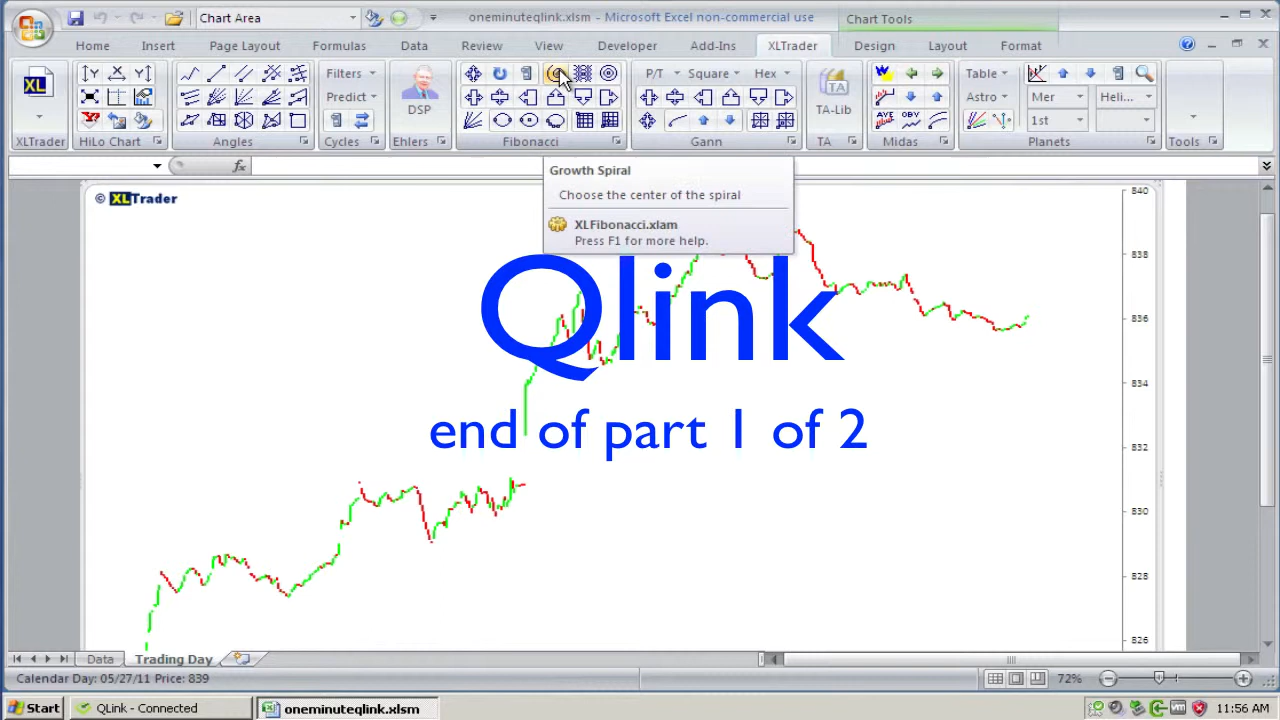 Chart Area
oneminuteqlink.xlsm - Microsoft Excel non-commercial use
Chart Tools
Home Insert Page Layout Formulas Data Review View Developer Add-Ins XLTrader Design Layout Format
XL
Filters
Predict
DSP
P/T Square Hex
TA-Lib
W
AVE OBV
Table
Astro
Mer Heli...
1st
XLTrader HiLo Chart Angles Cycles Ehlers Fibonacci Gann TA Midas Planets Tools
fx
Growth Spiral
Choose the center of the spiral
XLFibonacci.xlam
Press F1 for more help.
© XLTrader
840
838
836
834
832
830
828
826
Qlink
end of part 1 of 2
Data Trading Day
Calendar Day: 05/27/11 Price: 839
72%
Start QLink - Connected oneminuteqlink.xlsm 11:56 AM